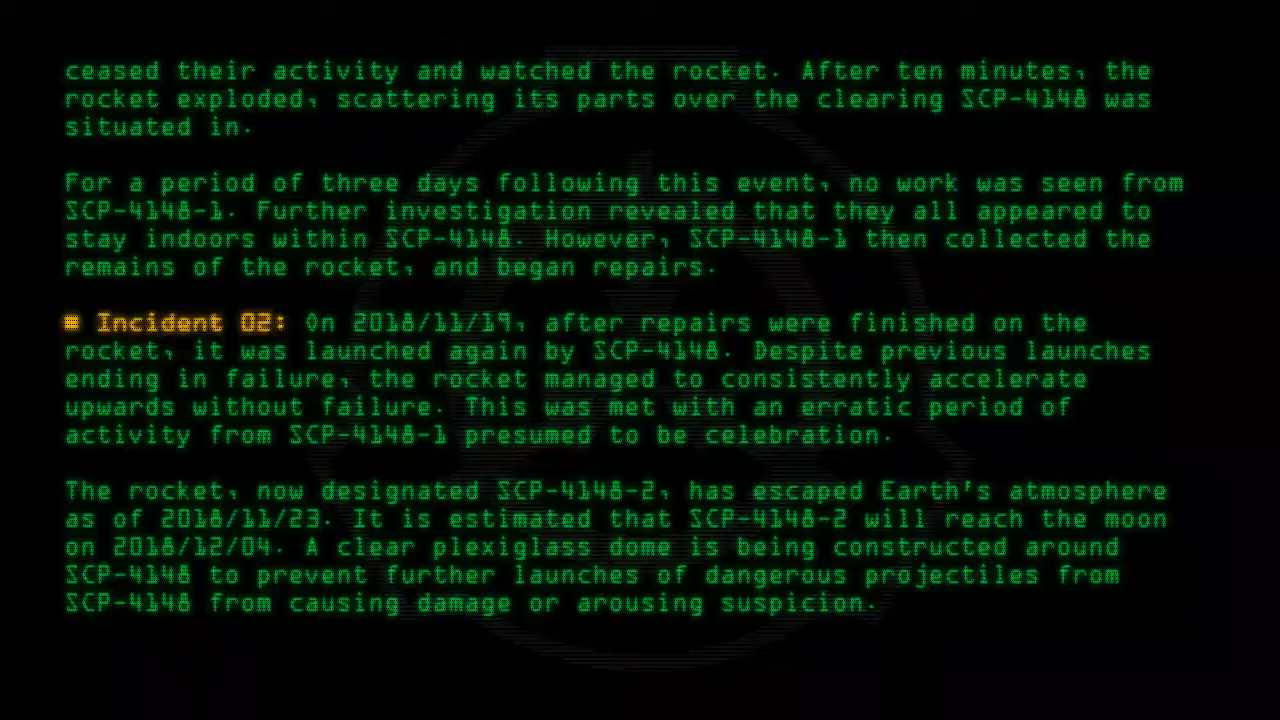 ceased their activity and watched the rocket. After ten minutes, the
rocket exploded, scattering its parts over the clearing SCP-4148 was
situated in.
For a period of three days following this event, no work was seen from
SCP-4148-1. Further investigation revealed that they all appeared to
stay indoors within SCP-4148. However, SCP-4148-1 then collected the
remains of the rocket, and began repairs.
■ Incident 02: On 2018/11/19, after repairs were finished on the
rocket, it was launched again by SCP-4148. Despite previous launches
ending in failure, the rocket managed to consistently accelerate
upwards without failure. This was met with an erratic period of
activity from SCP-4148-1 presumed to be celebration.
The rocket, now designated SCP-4148-2, has escaped Earth's atmosphere
as of 2018/11/23. It is estimated that SCP-4148-2 will reach the moon
on 2018/12/04. A clear plexiglass dome is being constructed around
SCP-4148 to prevent further launches of dangerous projectiles from
SCP-4148 from causing damage or arousing suspicion.